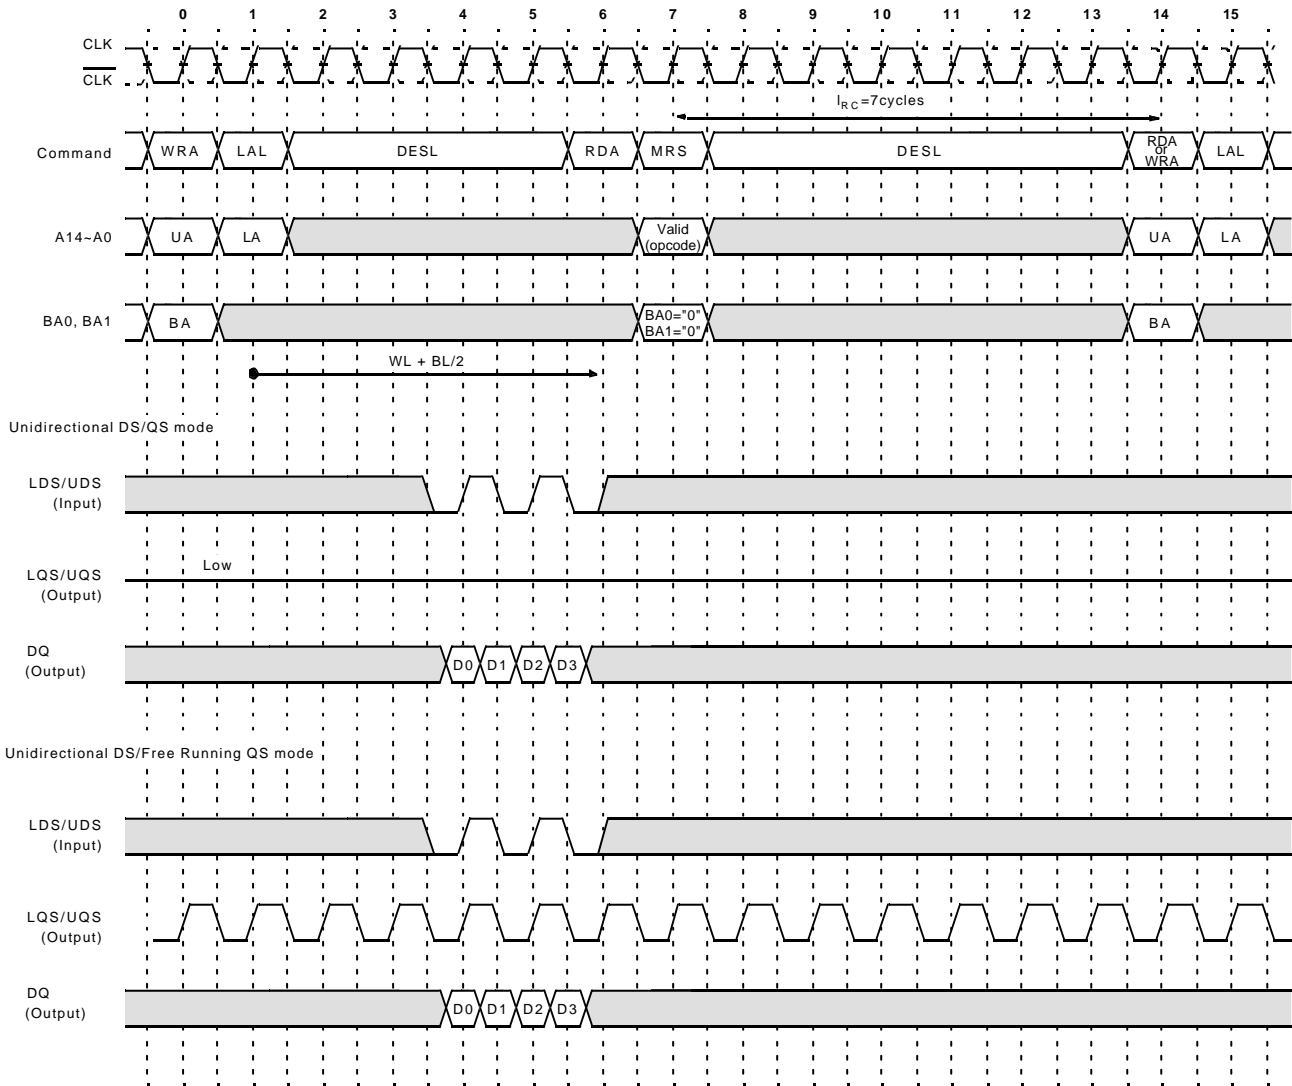 0 1 2 3 4 5 6 7 8 9 10 11 12 13 14 15
CLK
CLK
IRC=7cycles
Command WRA LAL DESL RDA MRS DESL RDA or WRA LAL
A14~A0 UA LA Valid (opcode) UA LA
BA0, BA1 BA BA0="0" BA1="0" BA
WL + BL/2
Unidirectional DS/QS mode
LDS/UDS
(Input)
Low
LQS/UQS
(Output)
DQ
(Output)
D0 D1 D2 D3
Unidirectional DS/Free Running QS mode
LDS/UDS
(Input)
LQS/UQS
(Output)
DQ
(Output)
D0 D1 D2 D3